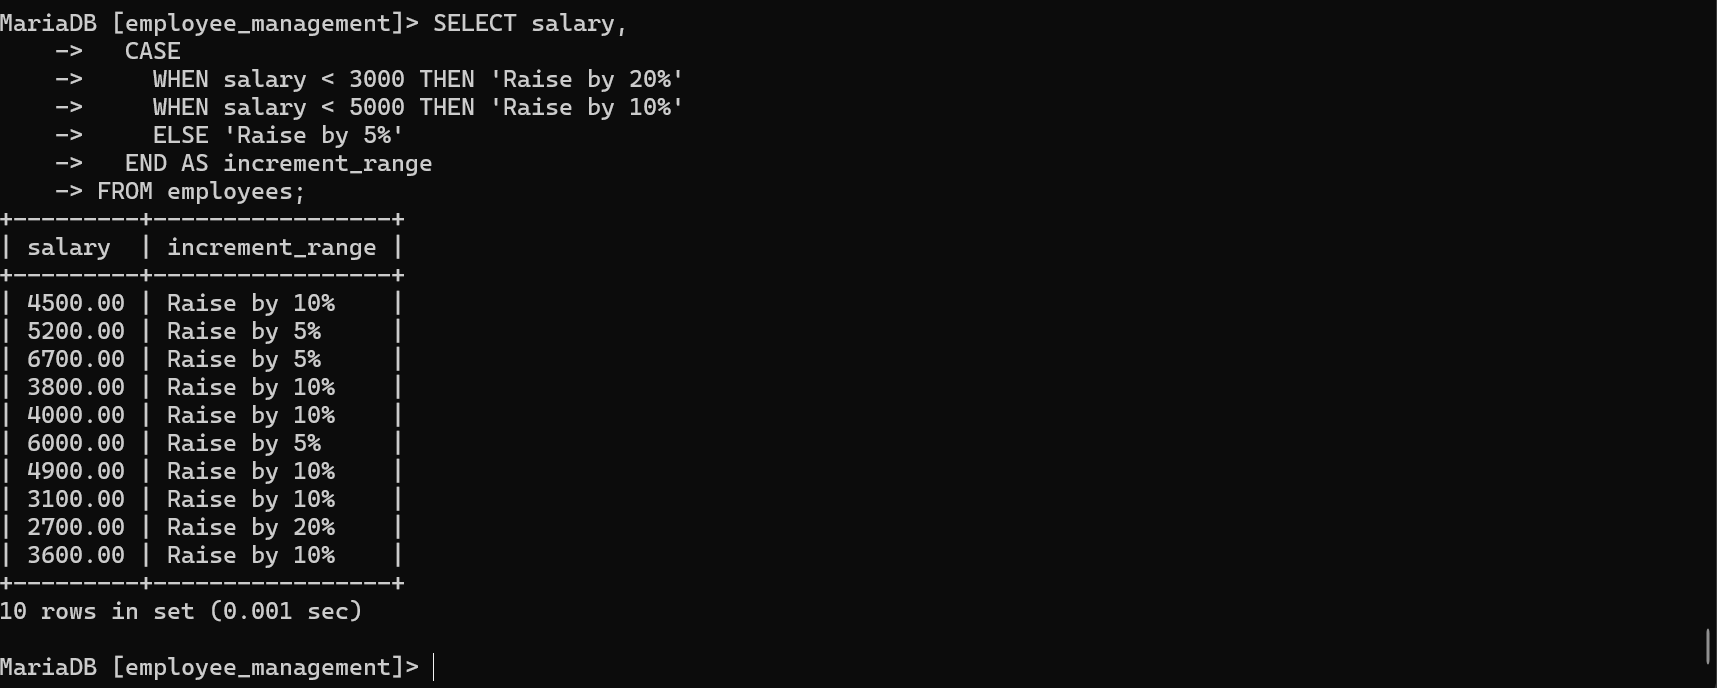 MariaDB [employee_management]> SELECT salary,
    ->   CASE
    ->     WHEN salary < 3000 THEN 'Raise by 20%'
    ->     WHEN salary < 5000 THEN 'Raise by 10%'
    ->     ELSE 'Raise by 5%'
    ->   END AS increment_range
    -> FROM employees;
+---------+-----------------+
| salary  | increment_range |
+---------+-----------------+
| 4500.00 | Raise by 10%    |
| 5200.00 | Raise by 5%     |
| 6700.00 | Raise by 5%     |
| 3800.00 | Raise by 10%    |
| 4000.00 | Raise by 10%    |
| 6000.00 | Raise by 5%     |
| 4900.00 | Raise by 10%    |
| 3100.00 | Raise by 10%    |
| 2700.00 | Raise by 20%    |
| 3600.00 | Raise by 10%    |
+---------+-----------------+
10 rows in set (0.001 sec)

MariaDB [employee_management]>